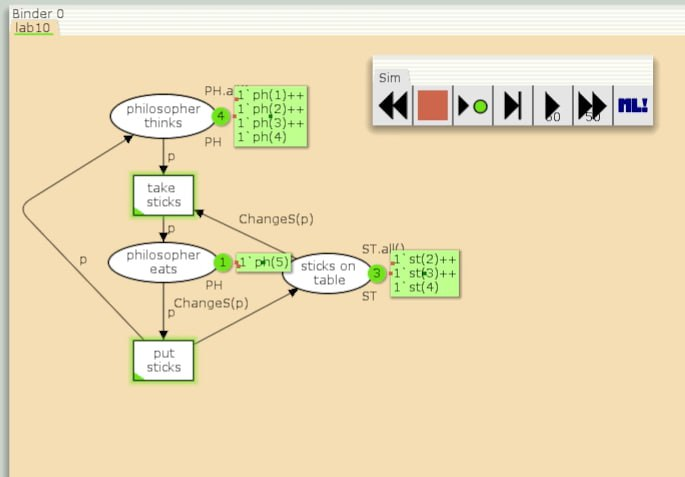 Binder 0
lab10
Sim
60
50
ML!
PH.a
1`ph(1)++
1`ph(2)++
1`ph(3)++
1`ph(4)
philosopher
thinks
4
PH
p
take
sticks
ChangeS(p)
p
philosopher
eats
1
1`ph(5)
PH
p
sticks on
table
ST.all()
3
1`st(2)++
1`st(3)++
1`st(4)
ST
ChangeS(p)
p
put
sticks